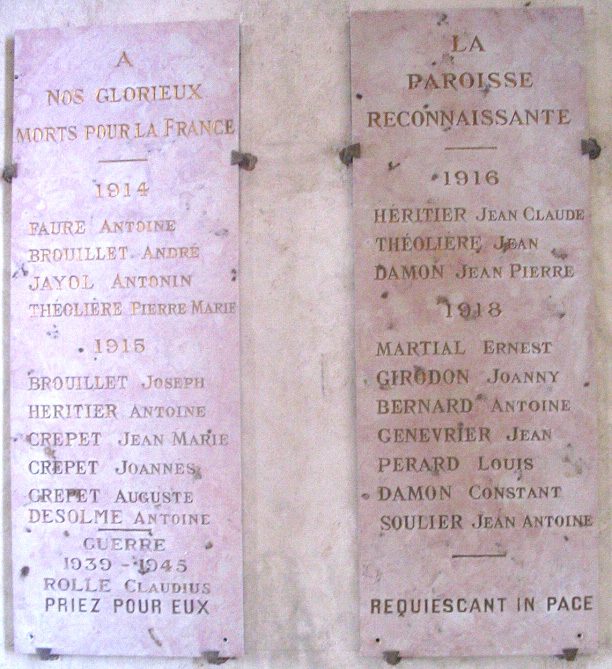 A
NOS GLORIEUX
MORTS POUR LA FRANCE
1914
FAURE ANTOINE
BROUILLET ANDRÉ
JAYOL ANTONIN
THÉOLIÈRE PIERRE MARIE
1915
BROUILLET JOSEPH
HERITIER ANTOINE
CREPET JEAN MARIE
CREPET JOANNES
CREPET AUGUSTE
DESOLME ANTOINE
GUERRE
1939 - 1945
ROLLE CLAUDIUS
PRIEZ POUR EUX
LA
PAROISSE
RECONNAISSANTE
1916
HÉRITIER JEAN CLAUDE
THÉOLIÈRE JEAN
DAMON JEAN PIERRE
1918
MARTIAL ERNEST
GIRODON JOANNY
BERNARD ANTOINE
GENEVRIER JEAN
PERARD LOUIS
DAMON CONSTANT
SOULIER JEAN ANTOINE
REQUIESCANT IN PACE